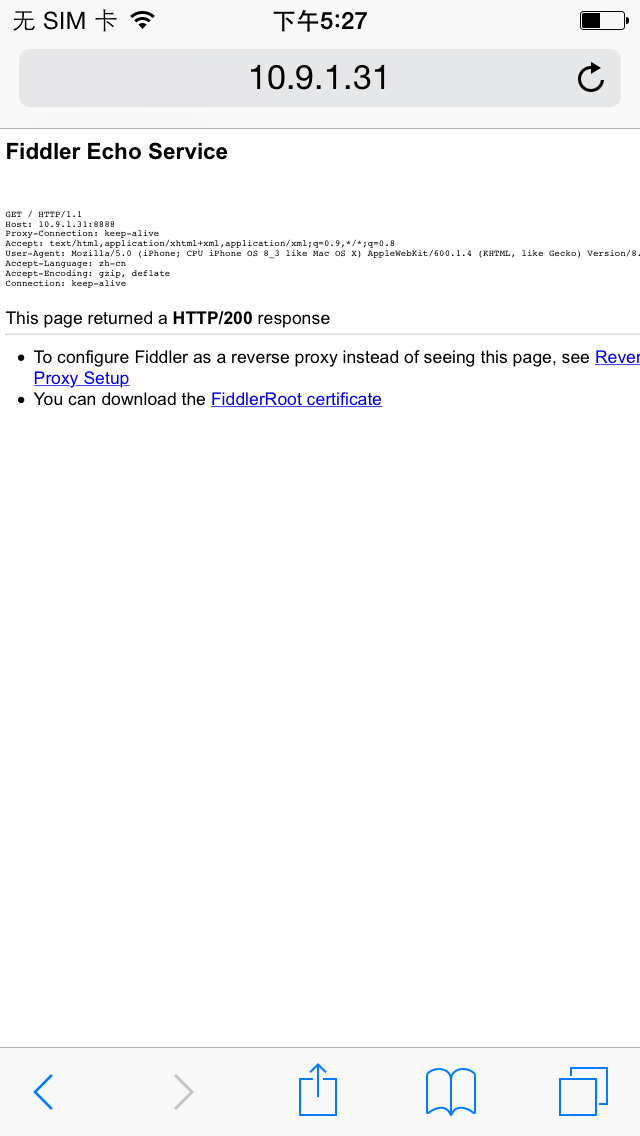 无 SIM 卡 下午5:27
10.9.1.31
Fiddler Echo Service
GET / HTTP/1.1
Host: 10.9.1.31:8888
Proxy-Connection: keep-alive
Accept: text/html,application/xhtml+xml,application/xml;q=0.9,*/*;q=0.8
User-Agent: Mozilla/5.0 (iPhone; CPU iPhone OS 8_3 like Mac OS X) AppleWebKit/600.1.4 (KHTML, like Gecko) Version/8.
Accept-Language: zh-cn
Accept-Encoding: gzip, deflate
Connection: keep-alive
This page returned a HTTP/200 response
• To configure Fiddler as a reverse proxy instead of seeing this page, see Rever
Proxy Setup
• You can download the FiddlerRoot certificate